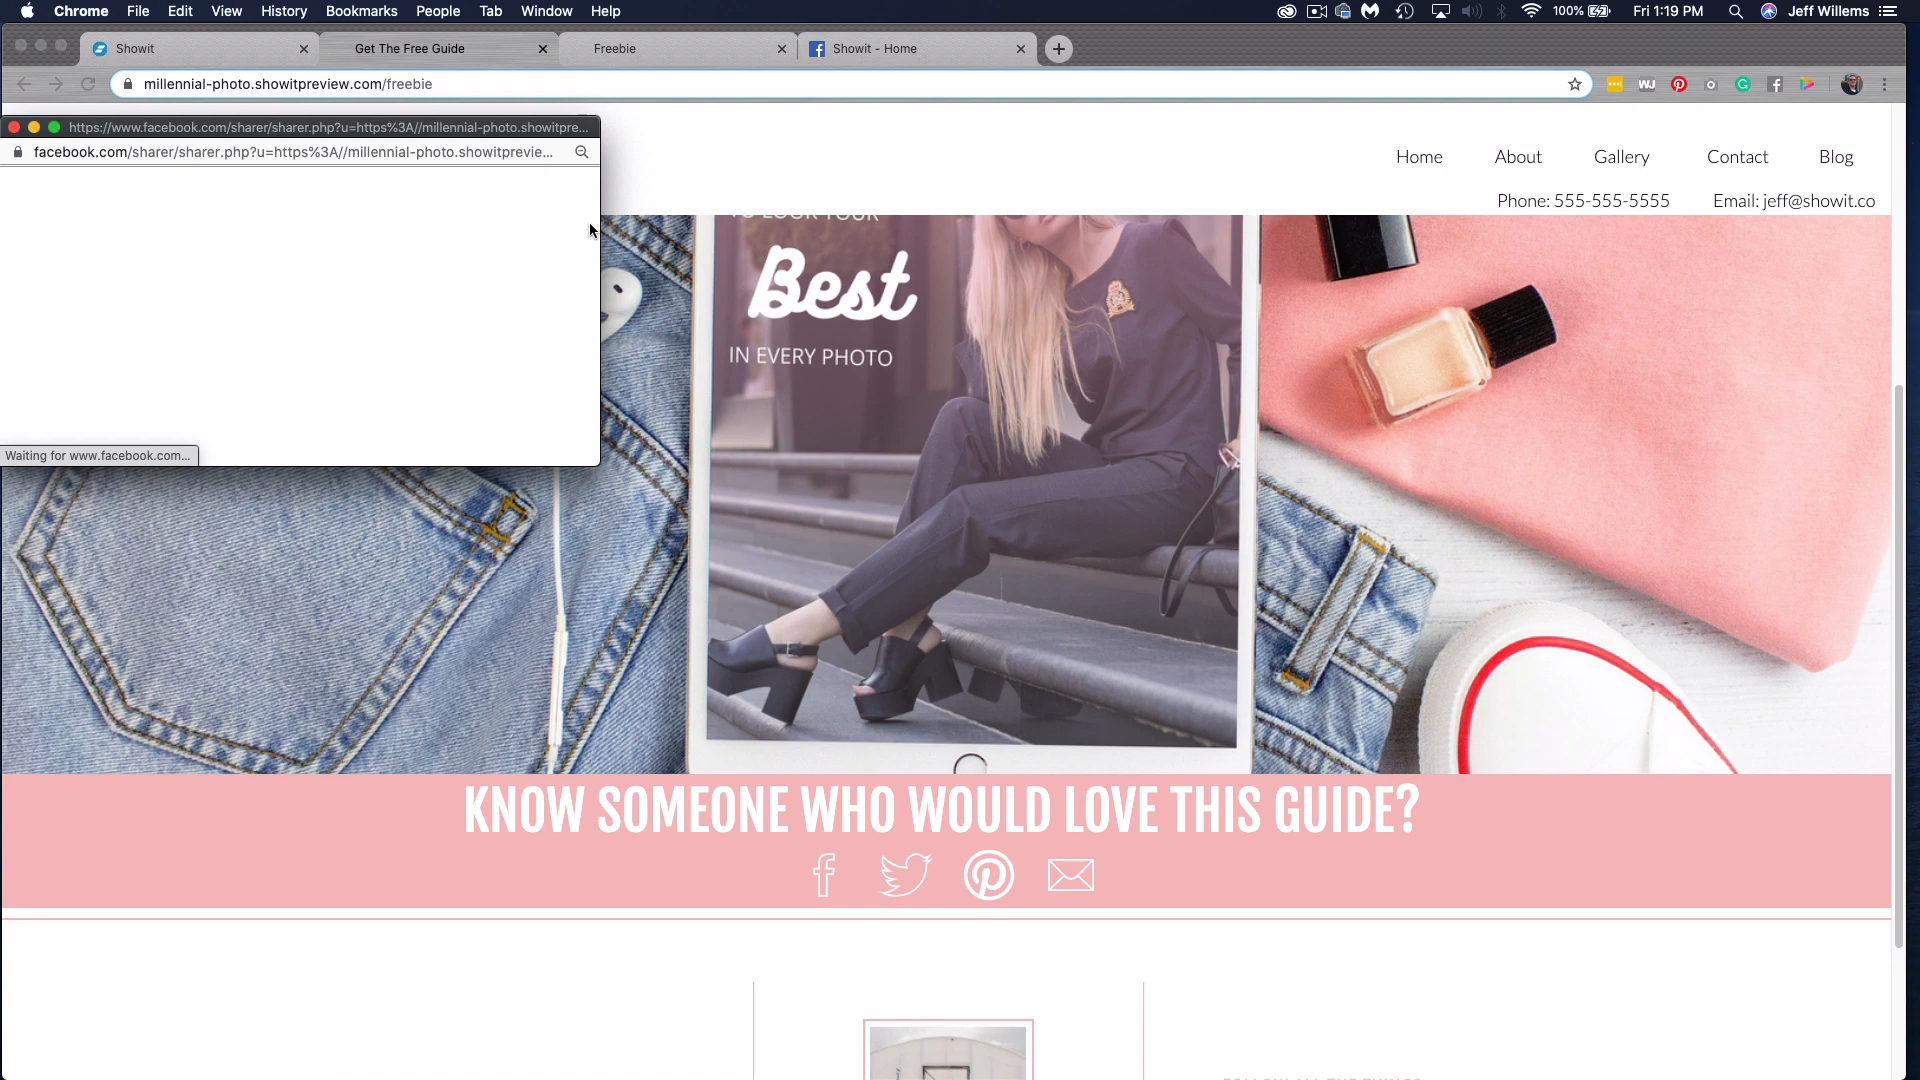 Chrome File Edit View History Bookmarks People Tab Window Help
100% Fri 1:19 PM Jeff Willems
Showit
Get The Free Guide
Freebie
Showit - Home
millennial-photo.showitpreview.com/freebie
https://www.facebook.com/sharer/sharer.php?u=https%3A//millennial-photo.showitpre...
facebook.com/sharer/sharer.php?u=https%3A//millennial-photo.showitprevie...
Home About Gallery Contact Blog
Phone: 555-555-5555 Email: jeff@showit.co
TO LOOK YOUR
Best
IN EVERY PHOTO
Waiting for www.facebook.com...
KNOW SOMEONE WHO WOULD LOVE THIS GUIDE?